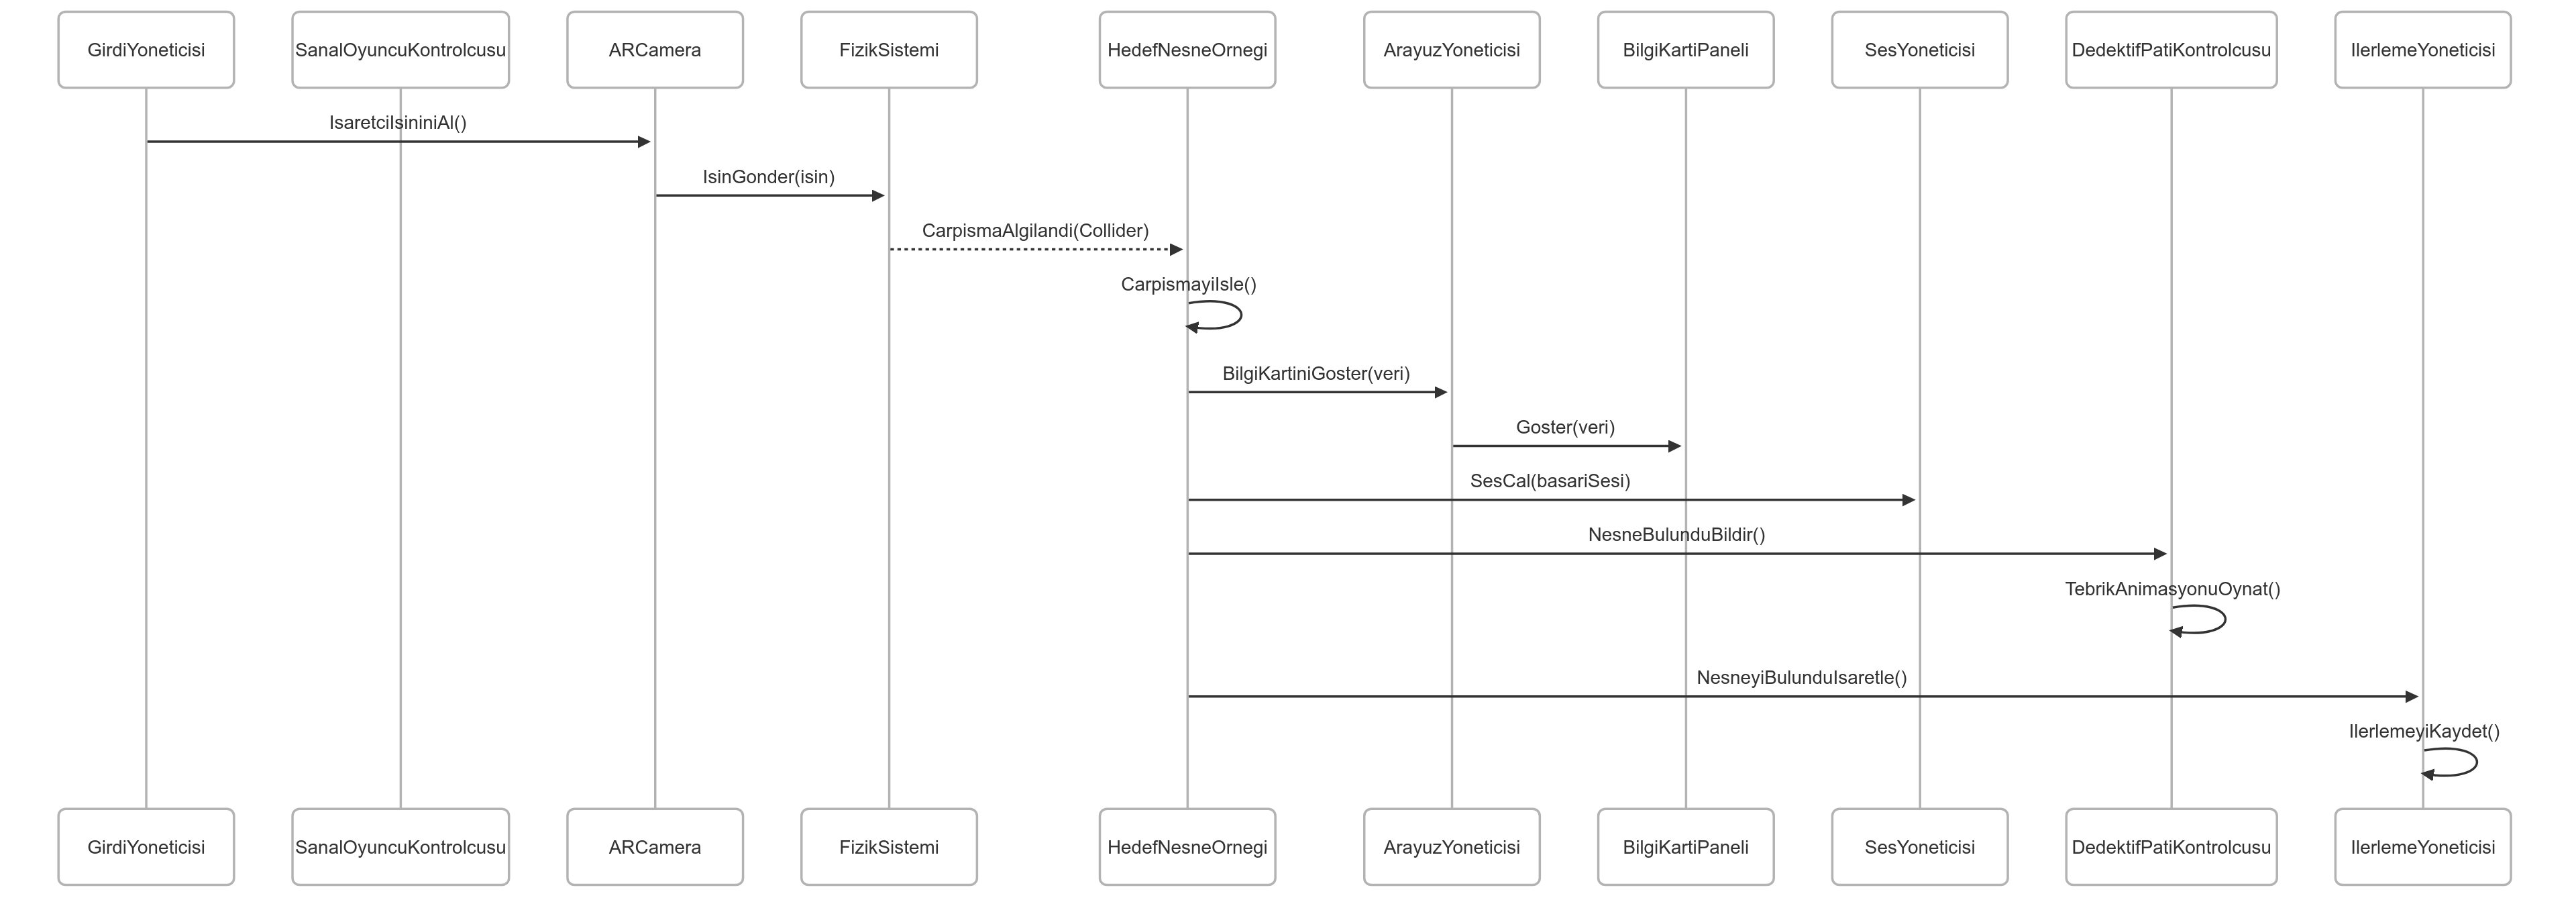 GirdiYoneticisi
SanalOyuncuKontrolcusu
ARCamera
FizikSistemi
HedefNesneOrnegi
ArayuzYoneticisi
BilgiKartiPaneli
SesYoneticisi
DedektifPatiKontrolcusu
IlerlemeYoneticisi
IsaretciIsininiAl()
IsinGonder(isin)
CarpismaAlgilandi(Collider)
CarpismayiIsle()
BilgiKartiniGoster(veri)
Goster(veri)
SesCal(basariSesi)
NesneBulunduBildir()
TebrikAnimasyonuOynat()
NesneyiBulunduIsaretle()
IlerlemeyiKaydet()
GirdiYoneticisi
SanalOyuncuKontrolcusu
ARCamera
FizikSistemi
HedefNesneOrnegi
ArayuzYoneticisi
BilgiKartiPaneli
SesYoneticisi
DedektifPatiKontrolcusu
IlerlemeYoneticisi